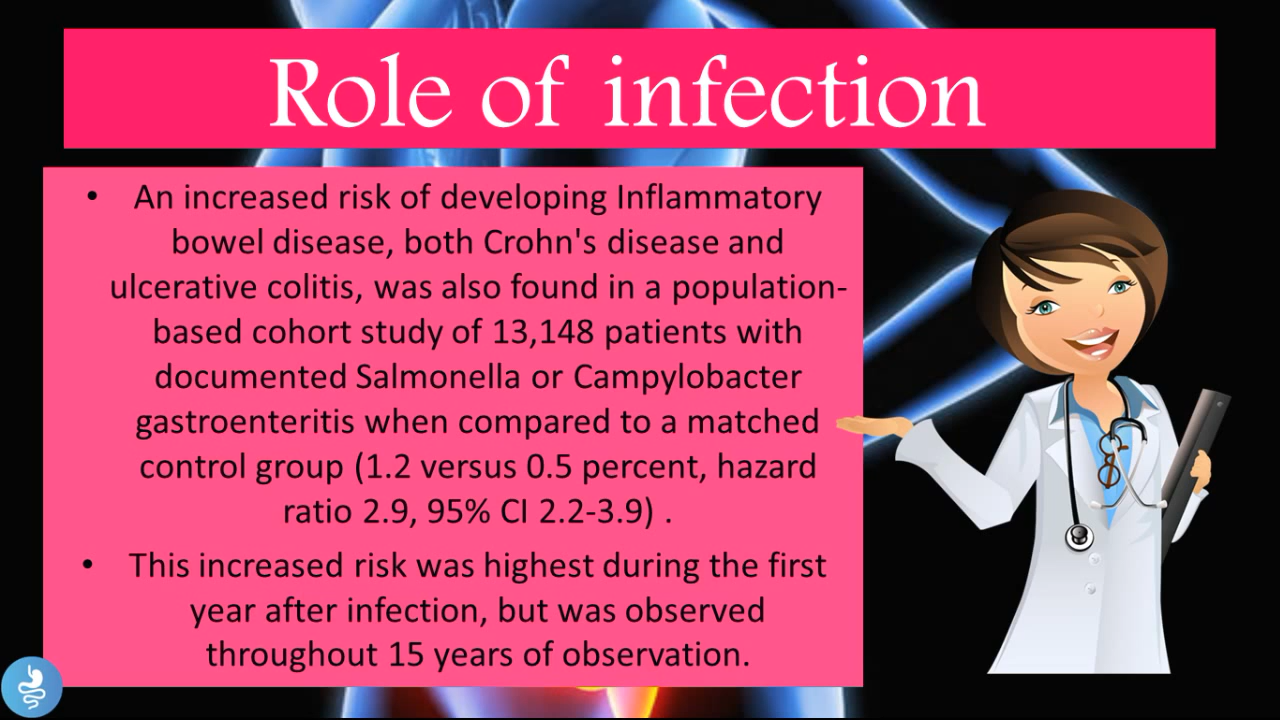 Role of infection
• An increased risk of developing Inflammatory
bowel disease, both Crohn's disease and
ulcerative colitis, was also found in a population-
based cohort study of 13,148 patients with
documented Salmonella or Campylobacter
gastroenteritis when compared to a matched
control group (1.2 versus 0.5 percent, hazard
ratio 2.9, 95% CI 2.2-3.9) .
• This increased risk was highest during the first
year after infection, but was observed
throughout 15 years of observation.